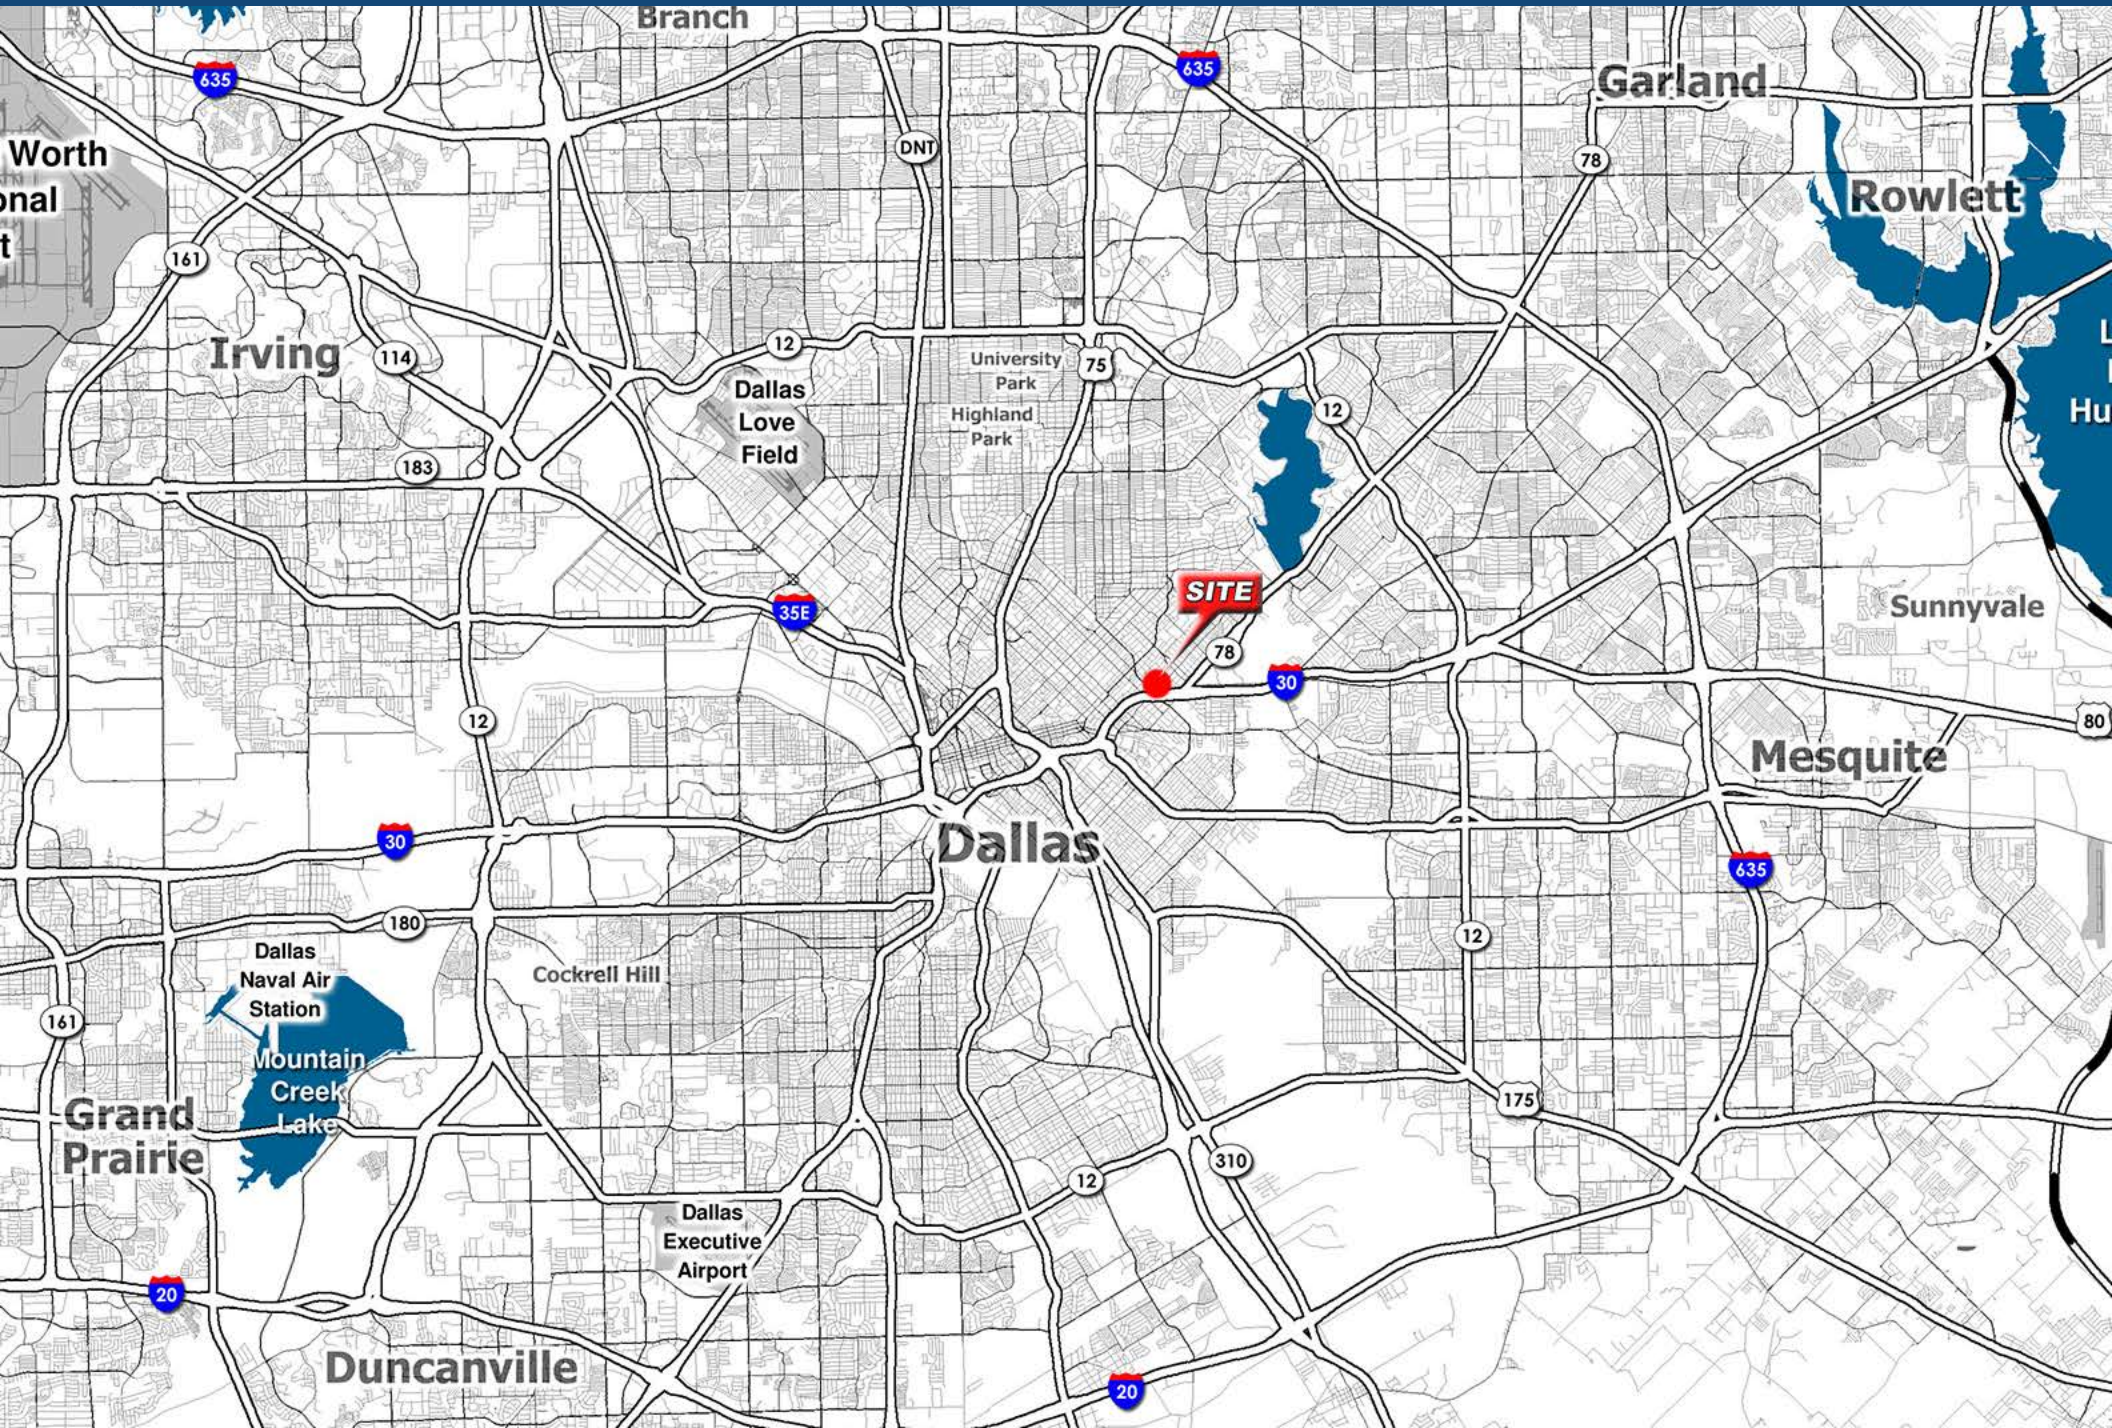 Branch
635
635
Garland
DNT
Worth
78
onal
Rowlett
t
161
L
Irving
114
12
University
Park
75
Dallas
Love
Field
Highland
Park
12
Hu
183
SITE
35E
Sunnyvale
78
30
12
80
Mesquite
30
Dallas
635
180
12
Dallas
Naval Air
Station
Cockrell Hill
161
Mountain
Creek
Lake
Grand
Prairie
175
310
12
Dallas
Executive
Airport
20
Duncanville
20